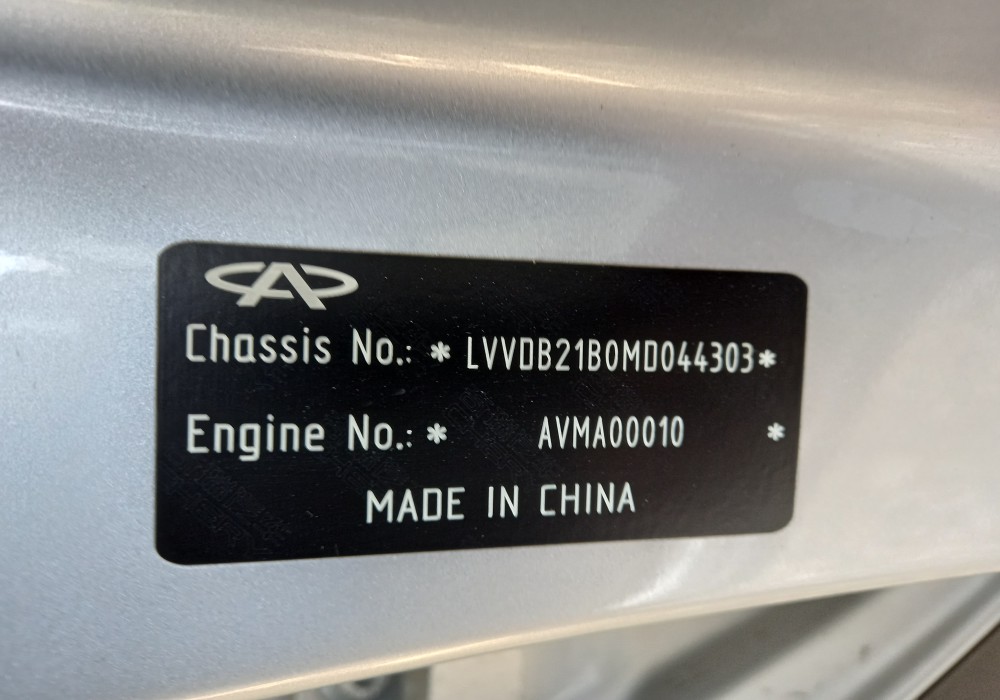 Chassis No.: * LVVDB21B0MD044303*
Engine No.: * AVMA00010 *
MADE IN CHINA